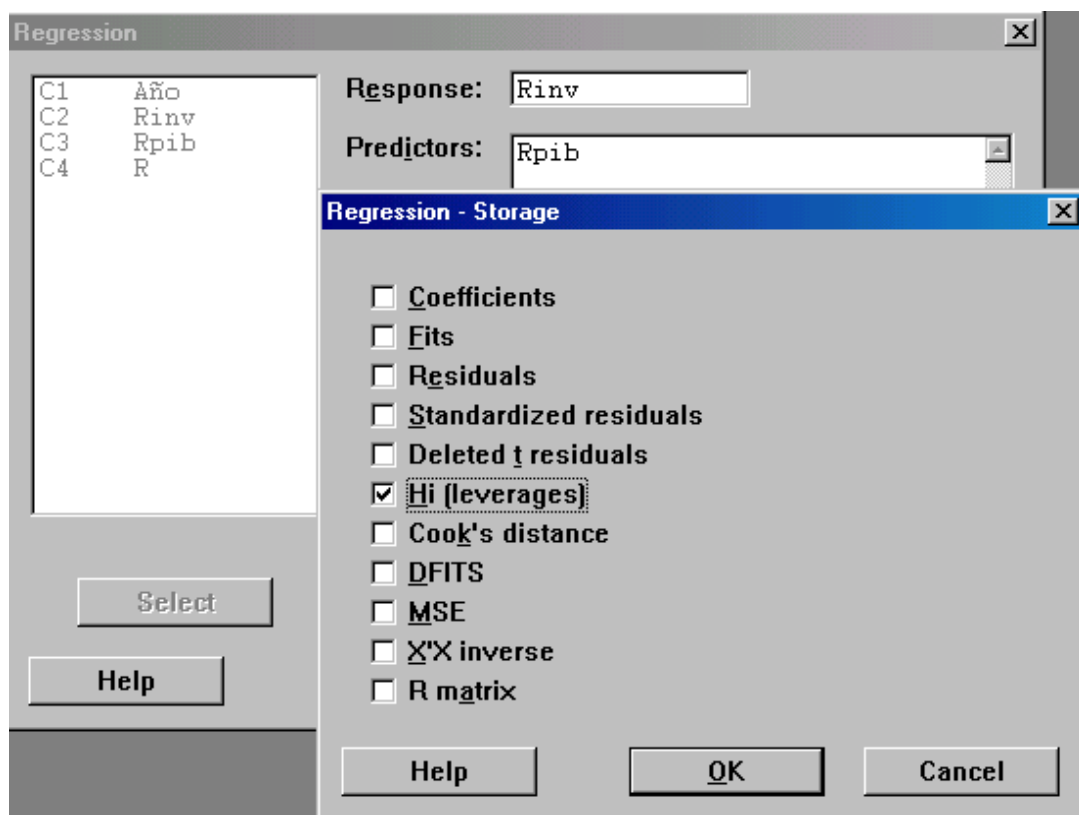 Regression
C1 Año
C2 Rinv
C3 Rpib
C4 R
Response: Rinv
Predictors: Rpib
Select
Help
Regression - Storage
Coefficients
Fits
Residuals
Standardized residuals
Deleted t residuals
Hi (leverages)
Cook's distance
DFITS
MSE
X'X inverse
R matrix
Help
OK
Cancel